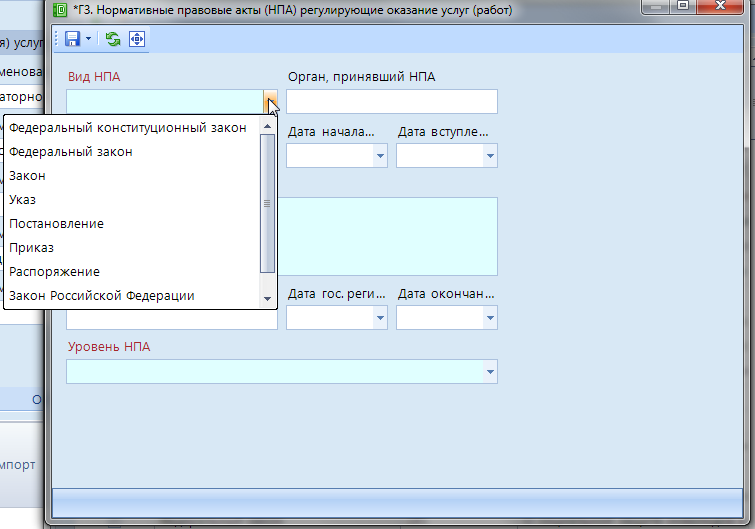 *ГЗ. Нормативные правовые акты (НПА) регулирующие оказание услуг (работ)
я) услуг
менова
аторно
Вид НПА
Орган, принявший НПА
Федеральный конституционный закон
Федеральный закон
Закон
Указ
Постановление
Приказ
Распоряжение
Закон Российской Федерации
Дата начала...
Дата вступле...
Дата гос. реги...
Дата окончан...
Уровень НПА
О
мпорт